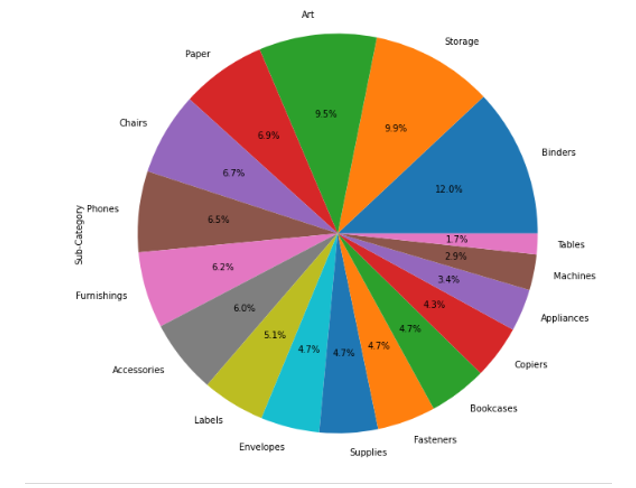 Art
Storage
Paper
Binders
Chairs
Phones
Sub-Category
Furnishings
Accessories
Labels
Envelopes
Supplies
Fasteners
Bookcases
Copiers
Appliances
Machines
Tables
9.5%
9.9%
6.9%
12.0%
6.7%
6.5%
6.2%
6.0%
5.1%
4.7%
4.7%
4.7%
4.7%
4.3%
3.4%
2.9%
1.7%